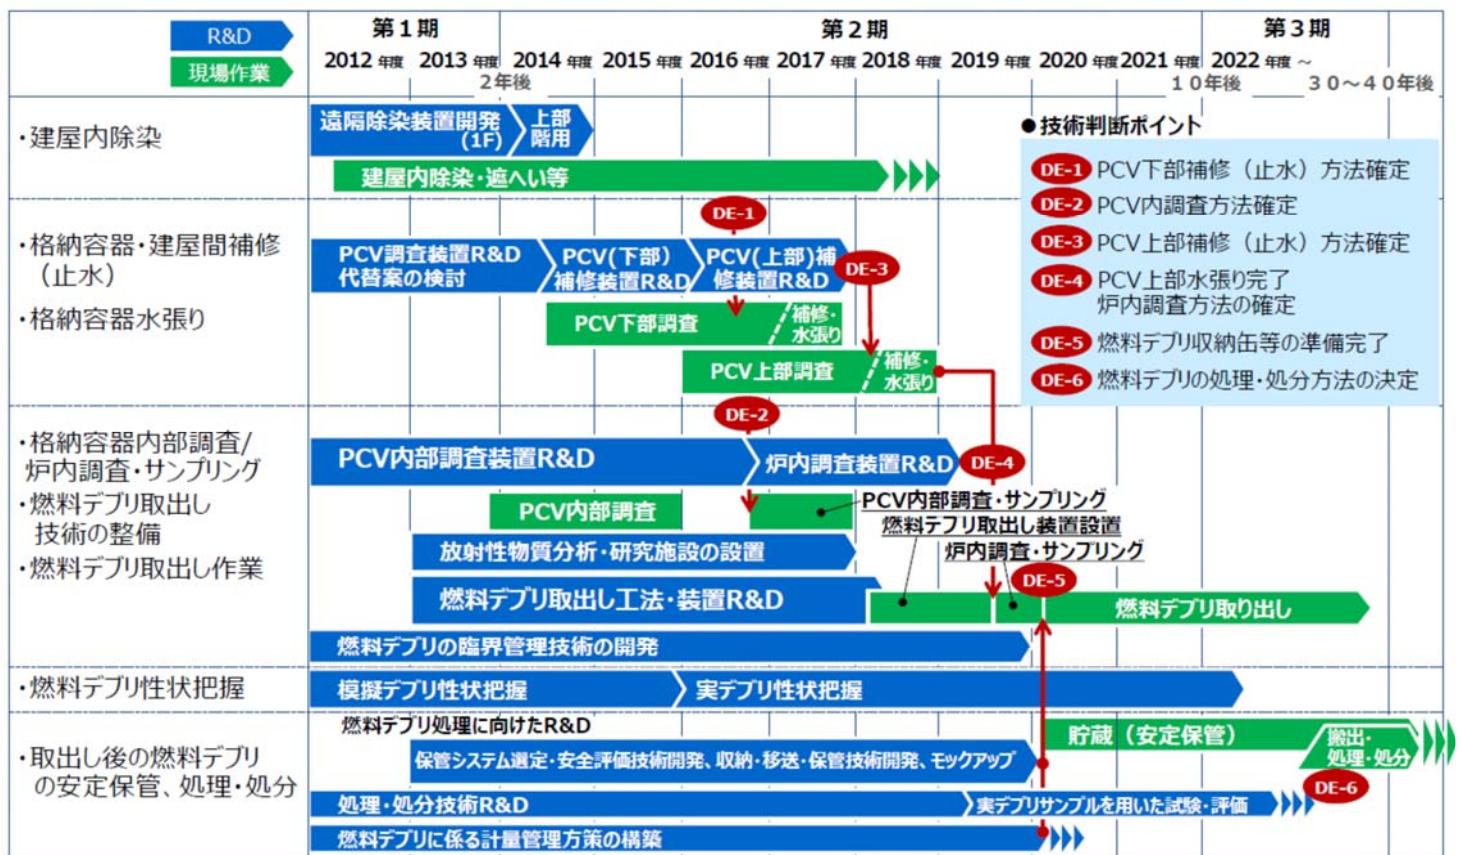 R&D
現場作業
第1期
第2期
第3期
2012 年度
2013 年度
2014 年度
2015 年度
2016 年度
2017 年度
2018 年度
2019 年度
2020 年度
2021 年度
2022 年度 ~
2年後
10年後
30~40年後
・建屋内除染
遠隔除染装置開発
(1F)
上部
階用
建屋内除染・遮へい等
●技術判断ポイント
DE-1 PCV下部補修(止水)方法確定
DE-2 PCV内調査方法確定
DE-3 PCV上部補修(止水)方法確定
DE-4 PCV上部水張り完了
炉内調査方法の確定
DE-5 燃料デブリ収納缶等の準備完了
DE-6 燃料デブリの処理・処分方法の決定
・格納容器・建屋間補修
(止水)
・格納容器水張り
DE-1
PCV調査装置R&D
代替案の検討
PCV(下部)
補修装置R&D
PCV(上部)補
修装置R&D
DE-3
PCV下部調査
補修・
水張り
PCV上部調査
補修・
水張り
・格納容器内部調査/
炉内調査・サンプリング
・燃料デブリ取出し
技術の整備
・燃料デブリ取出し作業
DE-2
PCV内部調査装置R&D
炉内調査装置R&D
DE-4
PCV内部調査
PCV内部調査・サンプリング
燃料デブリ取出し装置設置
炉内調査・サンプリング
放射性物質分析・研究施設の設置
DE-5
燃料デブリ取出し工法・装置R&D
燃料デブリ取り出し
燃料デブリの臨界管理技術の開発
・燃料デブリ性状把握
模擬デブリ性状把握
実デブリ性状把握
・取出し後の燃料デブリ
の安定保管、処理・処分
燃料デブリ処理に向けたR&D
貯蔵(安定保管)
搬出・
処理・処分
保管システム選定・安全評価技術開発、収納・移送・保管技術開発、モックアップ
DE-6
処理・処分技術R&D
実デブリサンプルを用いた試験・評価
燃料デブリに係る計量管理方策の構築